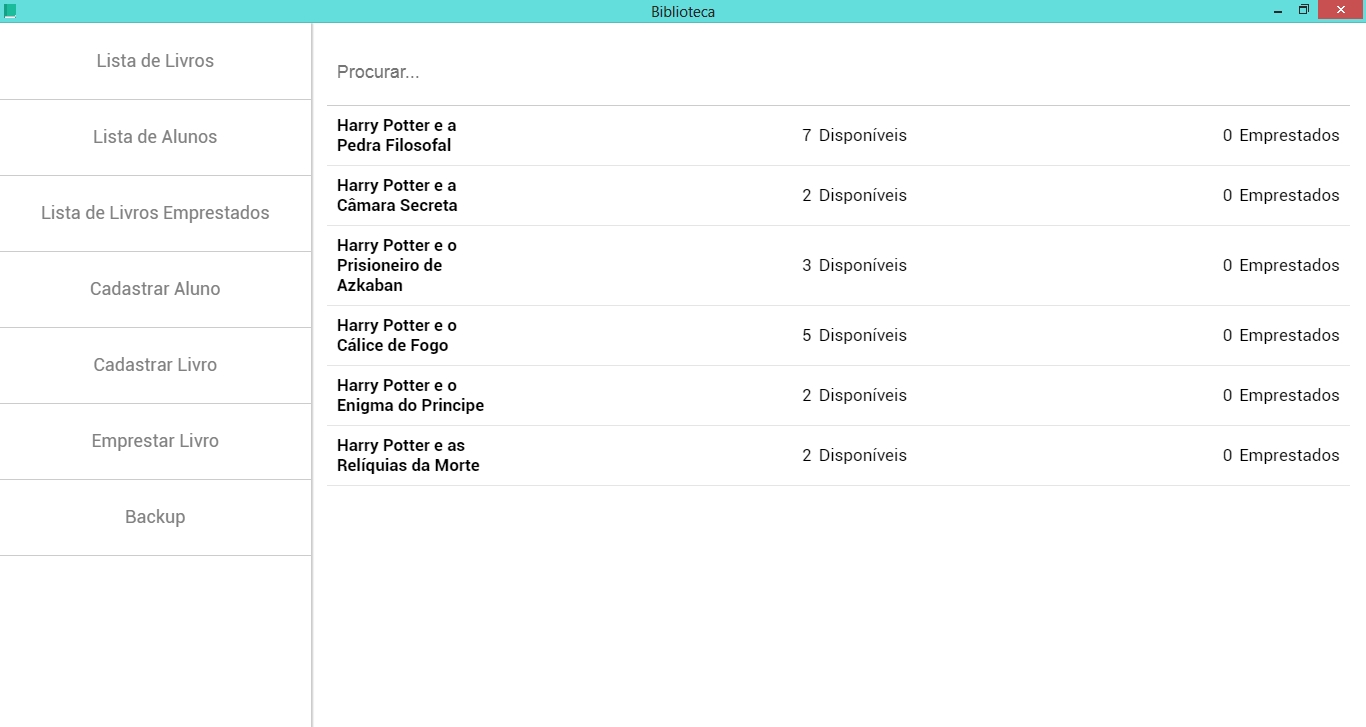 Biblioteca
Lista de Livros
Lista de Alunos
Lista de Livros Emprestados
Cadastrar Aluno
Cadastrar Livro
Emprestar Livro
Backup
Procurar...
Harry Potter e a
Pedra Filosofal
7 Disponíveis
0 Emprestados
Harry Potter e a
Câmara Secreta
2 Disponíveis
0 Emprestados
Harry Potter e o
Prisioneiro de
Azkaban
3 Disponíveis
0 Emprestados
Harry Potter e o
Cálice de Fogo
5 Disponíveis
0 Emprestados
Harry Potter e o
Enigma do Principe
2 Disponíveis
0 Emprestados
Harry Potter e as
Relíquias da Morte
2 Disponíveis
0 Emprestados